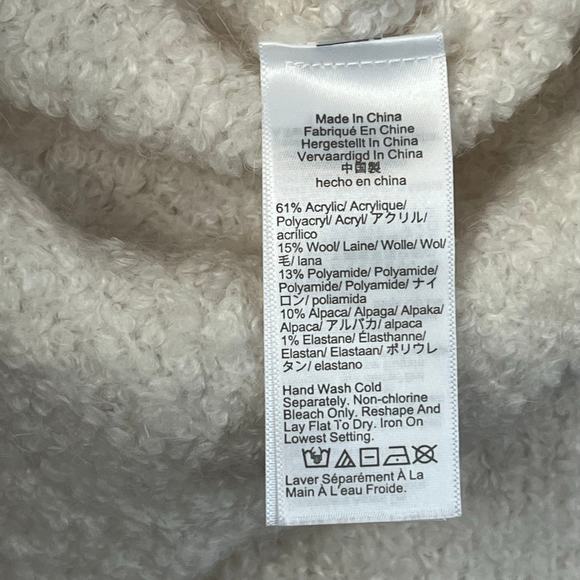 Made In China
Fabriqué En Chine
Hergestellt In China
Vervaardigd In China
中国製
hecho en china
61% Acrylic/ Acrylique/
Polyacryl/ Acryl/ アクリル/
acrílico
15% Wool/ Laine/ Wolle/ Wol/
毛/ lana
13% Polyamide/ Polyamide/
Polyamide/ Polyamide/ ナイ
ロン/ poliamida
10% Alpaca/ Alpaga/ Alpaka/
Alpaca/ アルパカ/ alpaca
1% Elastane/ Élasthanne/
Elastan/ Elastaan/ ポリウレ
タン/ elastano
Hand Wash Cold
Separately. Non-chlorine
Bleach Only. Reshape And
Lay Flat To Dry. Iron On
Lowest Setting.
Laver Séparément À La
Main À L'eau Froide.